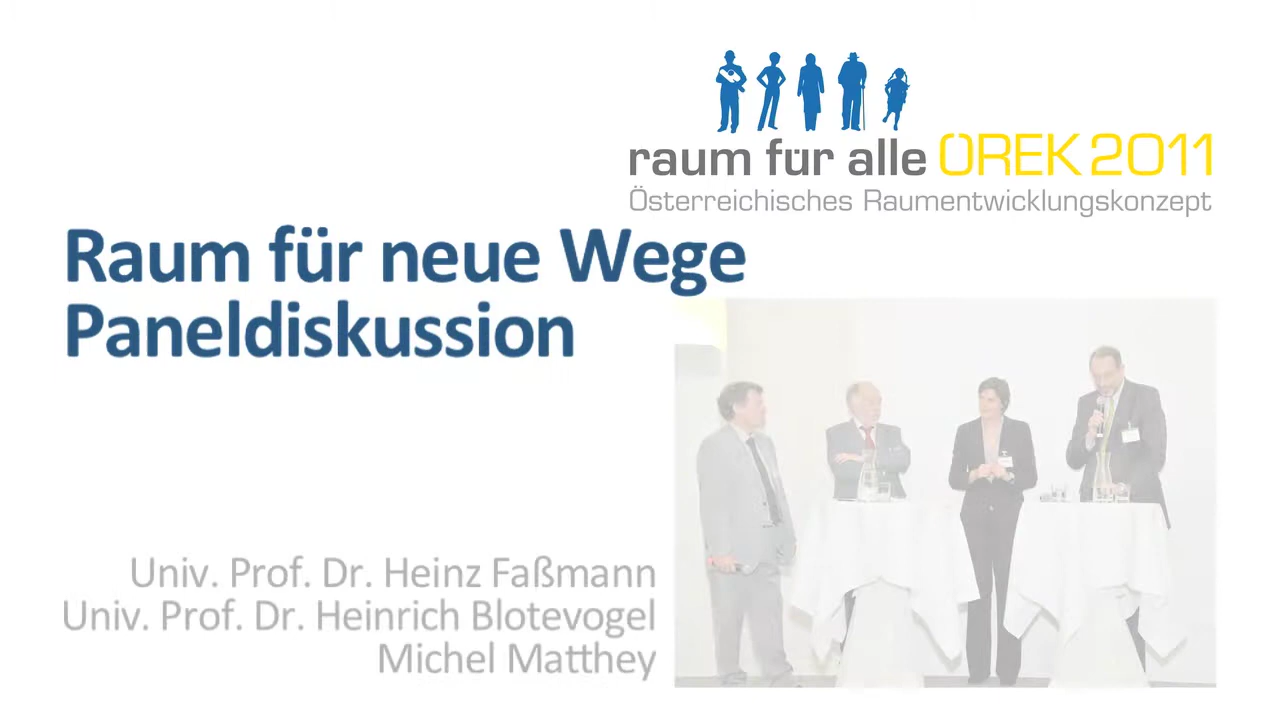 raum für alle ÖREK 2011
Österreichisches Raumentwicklungskonzept
Raum für neue Wege
Paneldiskussion
Univ. Prof. Dr. Heinz Faßmann
Univ. Prof. Dr. Heinrich Blotevogel
Michel Matthey